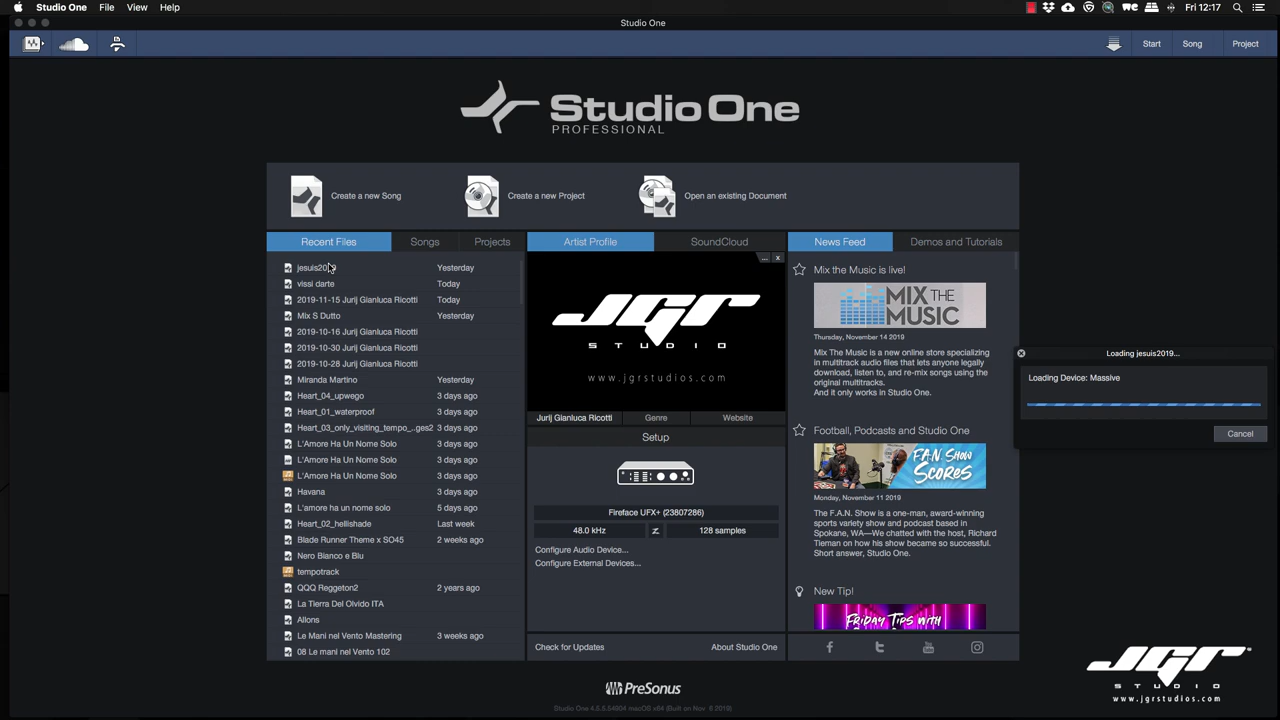 Studio One File View Help
Fri 12:17
Studio One
Start Song Project
Studio One
PROFESSIONAL
Create a new Song
Create a new Project
Open an existing Document
Recent Files Songs Projects
Artist Profile SoundCloud
News Feed Demos and Tutorials
Yesterday
vissi darte Today
2019-11-15 Jurij Gianluca Ricotti Today
Mix S Dutto Yesterday
2019-10-16 Jurij Gianluca Ricotti
2019-10-30 Jurij Gianluca Ricotti
2019-10-28 Jurij Gianluca Ricotti
Miranda Martino Yesterday
Heart_04_upwego 3 days ago
Heart_01_waterproof 3 days ago
Heart_03_only_visiting_tempo_..ges2 3 days ago
L'Amore Ha Un Nome Solo 3 days ago
L'Amore Ha Un Nome Solo 3 days ago
L'Amore Ha Un Nome Solo 3 days ago
Havana 3 days ago
L'amore ha un nome solo 5 days ago
Heart_02_hellishade Last week
Blade Runner Theme x SO45 2 weeks ago
Nero Bianco e Blu
tempotrack
QQQ Reggeton2 2 years ago
La Tierra Del Olvido ITA
Allons
Le Mani nel Vento Mastering 3 weeks ago
08 Le mani nel Vento 102
... x
JGR
STUDIO
www.jgrstudios.com
Jurij Gianluca Ricotti Genre Website
Setup
Fireface UFX+ (23807286)
48.0 kHz 128 samples
Configure Audio Device...
Configure External Devices...
Check for Updates About Studio One
Mix the Music is live!
MIX
THE
MUSIC
Thursday, November 14 2019
Mix The Music is a new online store specializing
in multitrack audio files that lets anyone legally
download, listen to, and re-mix songs using the
original multitracks.
And it only works in Studio One.
Football, Podcasts and Studio One
FAN SHOW
SCORES
Monday, November 11 2019
The F.A.N. Show is a one-man, award-winning
sports variety show and podcast based in
Spokane, WA—We chatted with the host, Richard
Tieman on how his show became so successful.
Short answer, Studio One.
New Tip!
FRIDAY TIPS WITH
Loading jesuis2019...
Loading Device: Massive
Cancel
PreSonus
Studio One 4.5.5.54904 macOS x64 (Built on Nov 6 2019)
JGR
STUDIO
www.jgrstudios.com